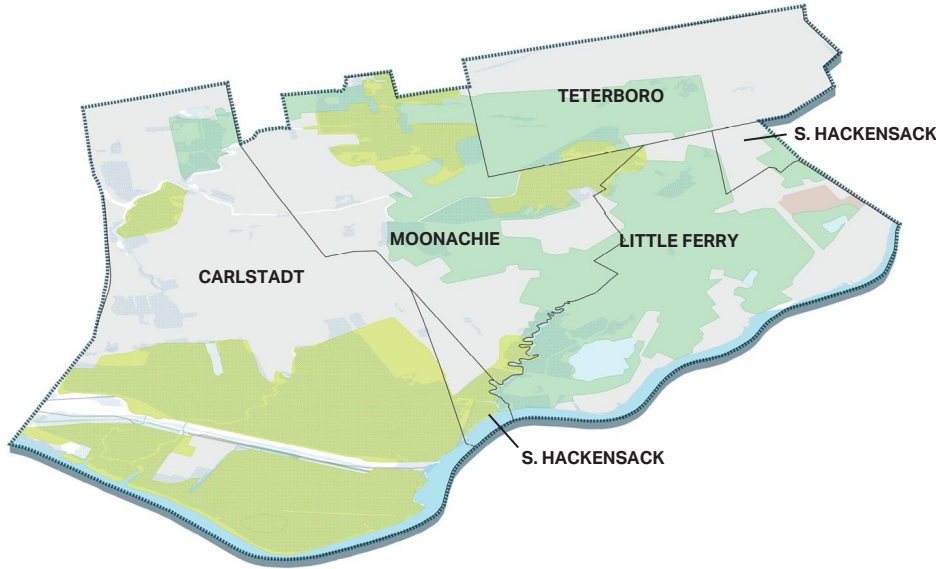 TETERBORO
S. HACKENSACK
MOONACHIE
LITTLE FERRY
CARLSTADT
S. HACKENSACK